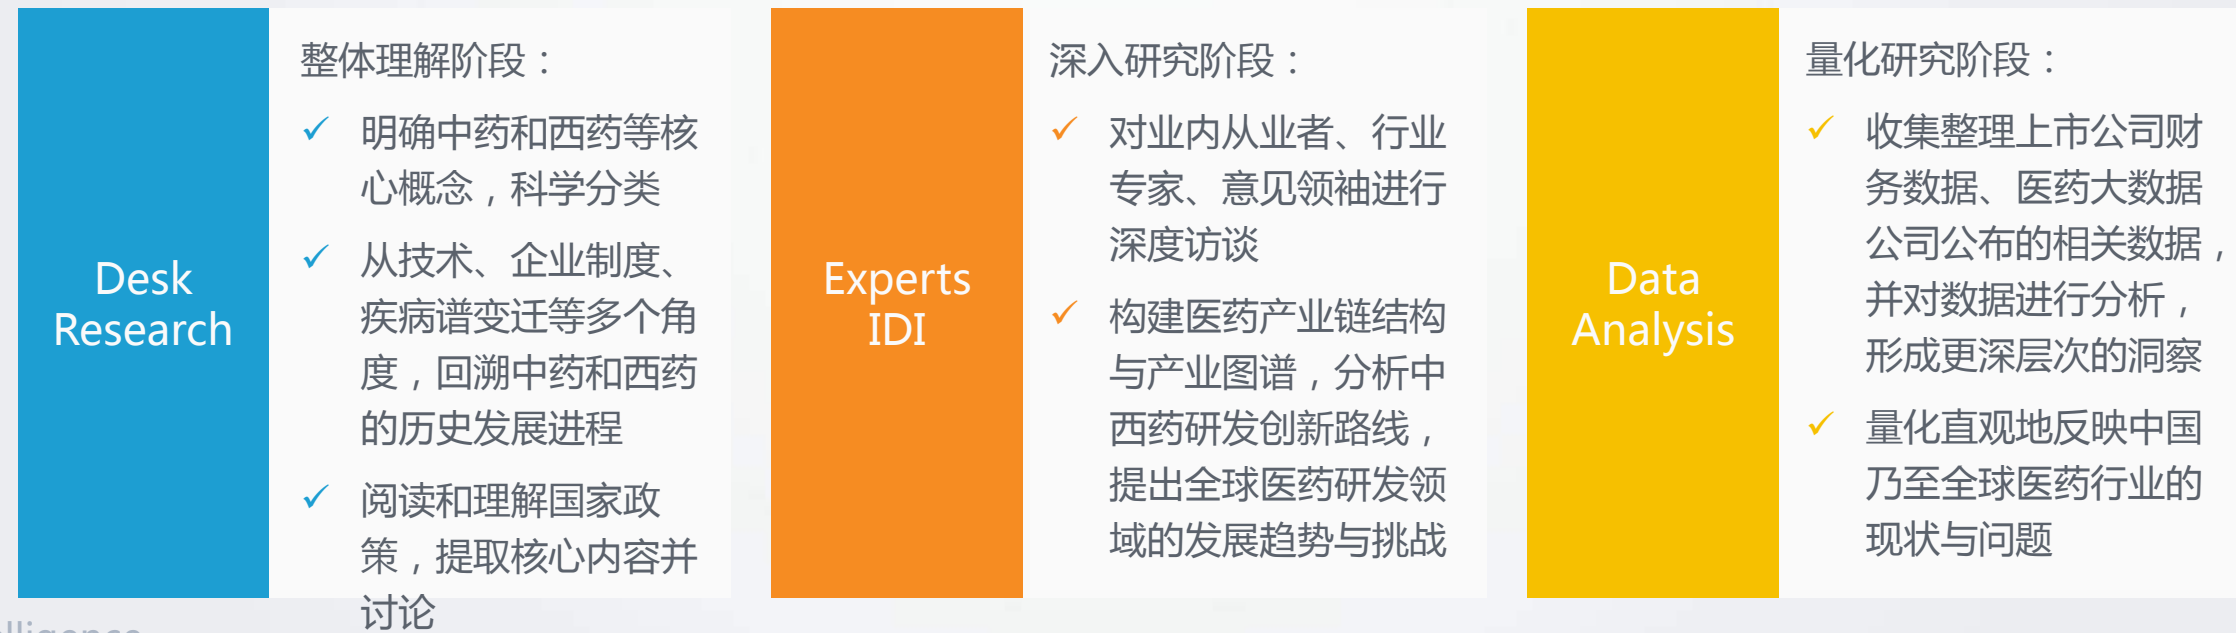 Desk
Research
整体理解阶段：
✓ 明确中药和西药等核
心概念，科学分类
✓ 从技术、企业制度、
疾病谱变迁等多个角
度，回溯中药和西药
的历史发展进程
✓ 阅读和理解国家政
策，提取核心内容并
讨论
Experts
IDI
深入研究阶段：
✓ 对业内从业者、行业
专家、意见领袖进行
深度访谈
✓ 构建医药产业链结构
与产业图谱，分析中
西药研发创新路线，
提出全球医药研发领
域的发展趋势与挑战
Data
Analysis
量化研究阶段：
✓ 收集整理上市公司财
务数据、医药大数据
公司公布的相关数据，
并对数据进行分析，
形成更深层次的洞察
✓ 量化直观地反映中国
乃至全球医药行业的
现状与问题